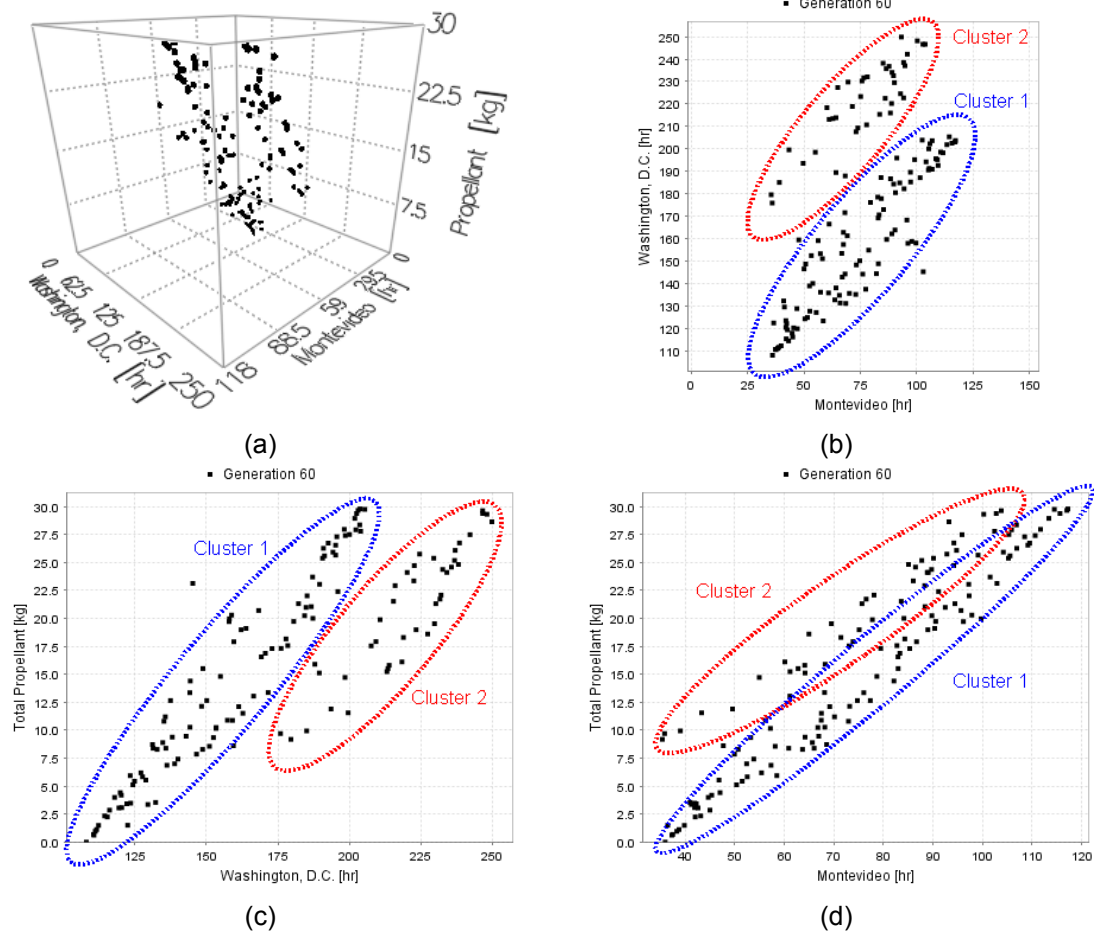 30
22.5
15
7.5
0
Propellant [kg]
0
62.5
125
187.5
250
Washington, D.C. [hr]
118
88.5
59
29.5
Montevideo [hr]
(a)
Generation 60
250
240
230
220
210
200
190
180
170
160
150
140
130
120
110
Washington, D.C. [hr]
Cluster 2
Cluster 1
0 25 50 75 100 125 150
Montevideo [hr]
(b)
Generation 60
30.0
27.5
25.0
22.5
20.0
17.5
15.0
12.5
10.0
7.5
5.0
2.5
0.0
Total Propellant [kg]
Cluster 1
Cluster 2
125 150 175 200 225 250
Washington, D.C. [hr]
(c)
Generation 60
30.0
27.5
25.0
22.5
20.0
17.5
15.0
12.5
10.0
7.5
5.0
2.5
0.0
Total Propellant [kg]
Cluster 2
Cluster 1
40 50 60 70 80 90 100 110 120
Montevideo [hr]
(d)